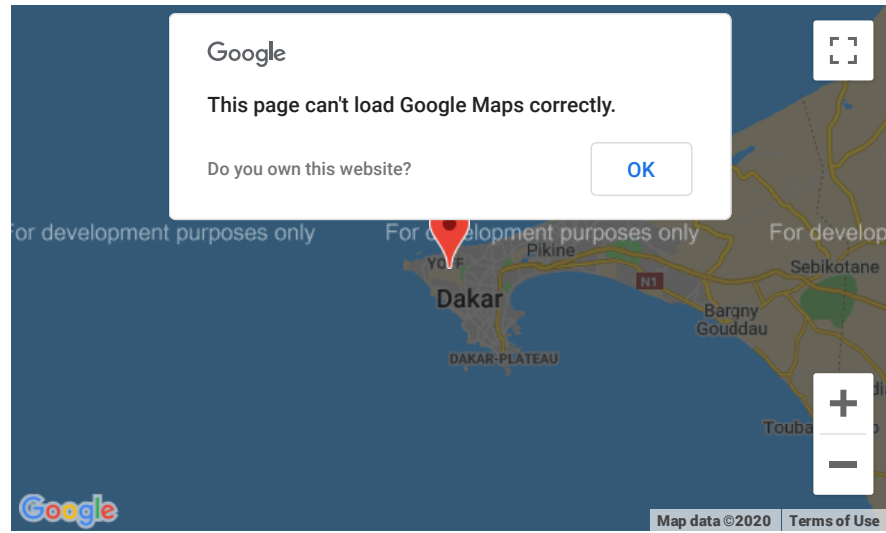 Google
This page can't load Google Maps correctly.
Do you own this website?
OK
For development purposes only
For development purposes only
For develop
Pikine
YOFF
Sebikotane
N1
Dakar
Bargny
Gouddau
DAKAR-PLATEAU
Touba
Google
Map data ©2020
Terms of Use